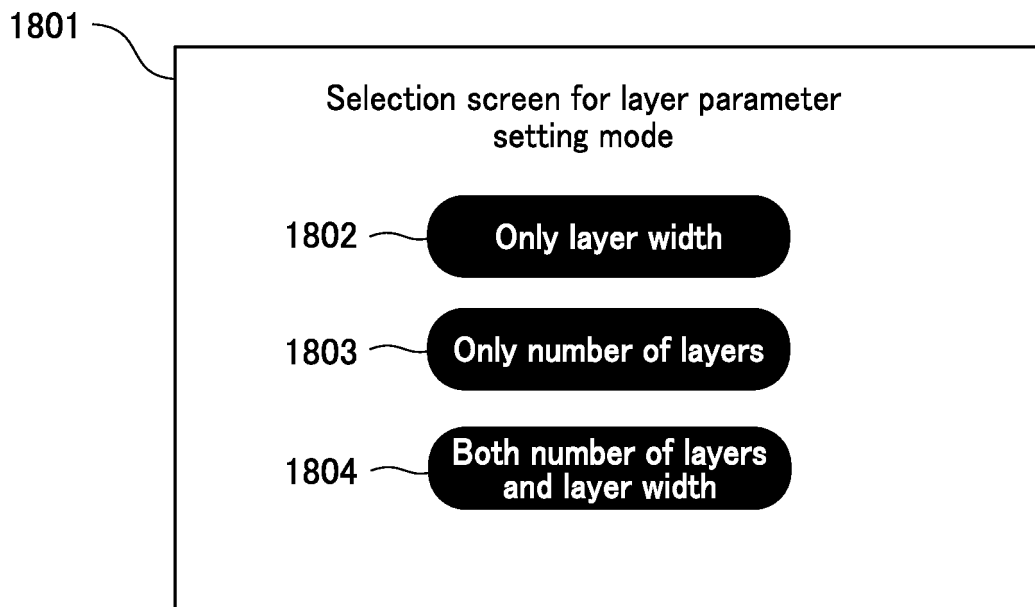 1801
Selection screen for layer parameter
setting mode
1802
Only layer width
1803
Only number of layers
1804
Both number of layers
and layer width